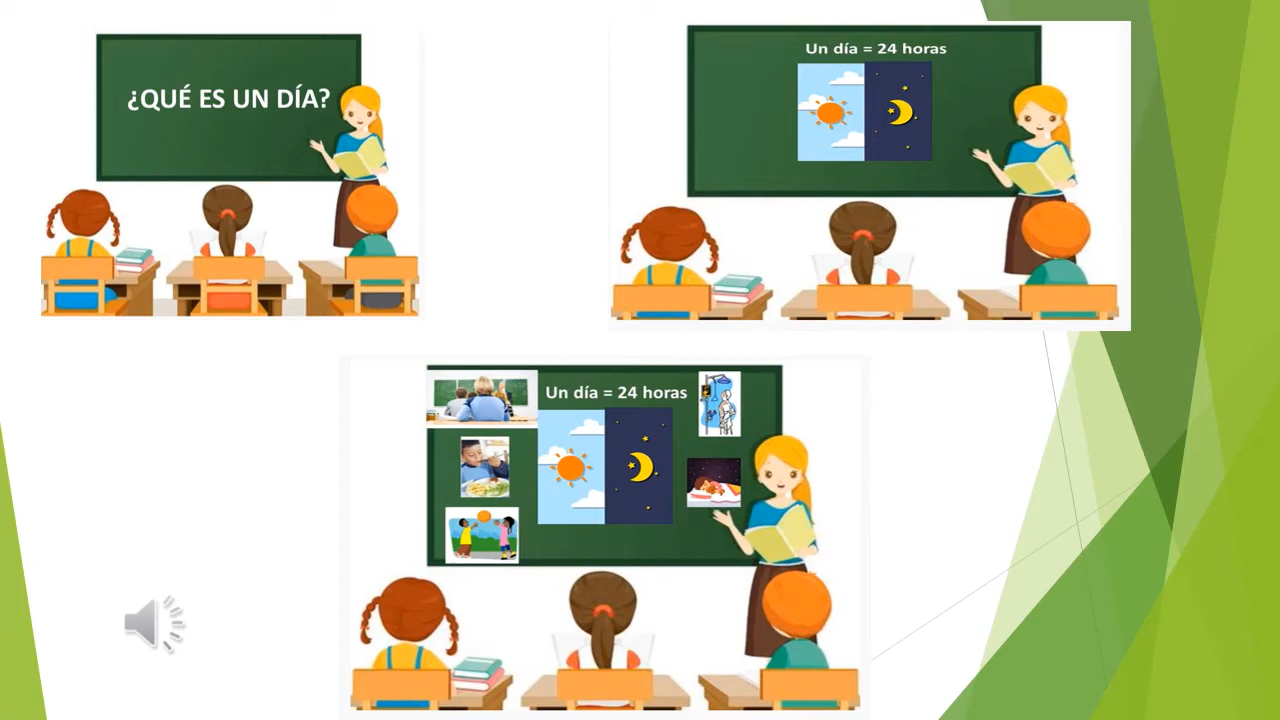 ¿QUÉ ES UN DÍA?
Un día = 24 horas
Un día = 24 horas